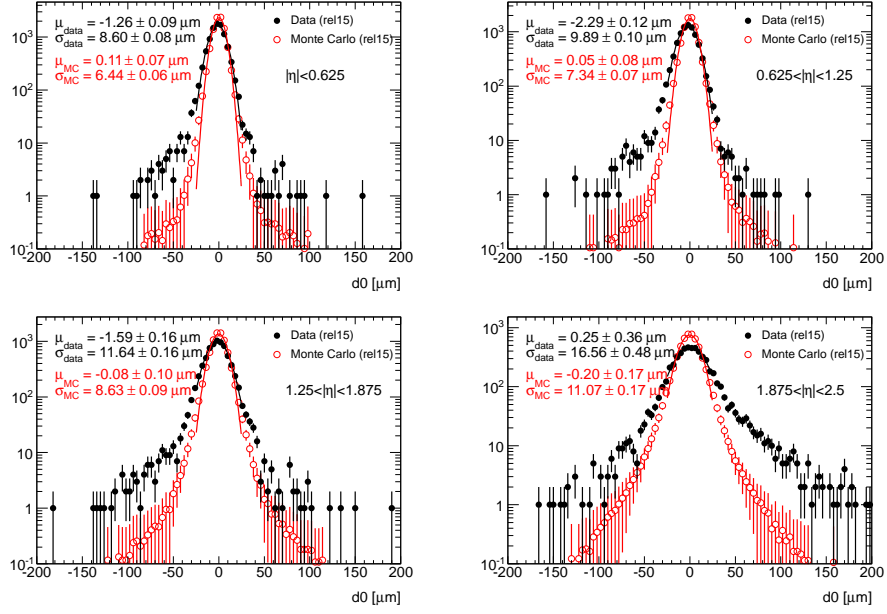 μdata = -1.26 ± 0.09 μm
σdata = 8.60 ± 0.08 μm
μMC = 0.11 ± 0.07 μm
σMC = 6.44 ± 0.06 μm
Data (rel15)
Monte Carlo (rel15)
|η|<0.625
10³
10²
10
1
10⁻¹
-200 -150 -100 -50 0 50 100 150 200
d0 [μm]
μdata = -2.29 ± 0.12 μm
σdata = 9.89 ± 0.10 μm
μMC = 0.05 ± 0.08 μm
σMC = 7.34 ± 0.07 μm
Data (rel15)
Monte Carlo (rel15)
0.625<|η|<1.25
10³
10²
10
1
10⁻¹
-200 -150 -100 -50 0 50 100 150 200
d0 [μm]
μdata = -1.59 ± 0.16 μm
σdata = 11.64 ± 0.16 μm
μMC = -0.08 ± 0.10 μm
σMC = 8.63 ± 0.09 μm
Data (rel15)
Monte Carlo (rel15)
1.25<|η|<1.875
10³
10²
10
1
10⁻¹
-200 -150 -100 -50 0 50 100 150 200
d0 [μm]
μdata = 0.25 ± 0.36 μm
σdata = 16.56 ± 0.48 μm
μMC = -0.20 ± 0.17 μm
σMC = 11.07 ± 0.17 μm
Data (rel15)
Monte Carlo (rel15)
1.875<|η|<2.5
10³
10²
10
1
10⁻¹
-200 -150 -100 -50 0 50 100 150 200
d0 [μm]